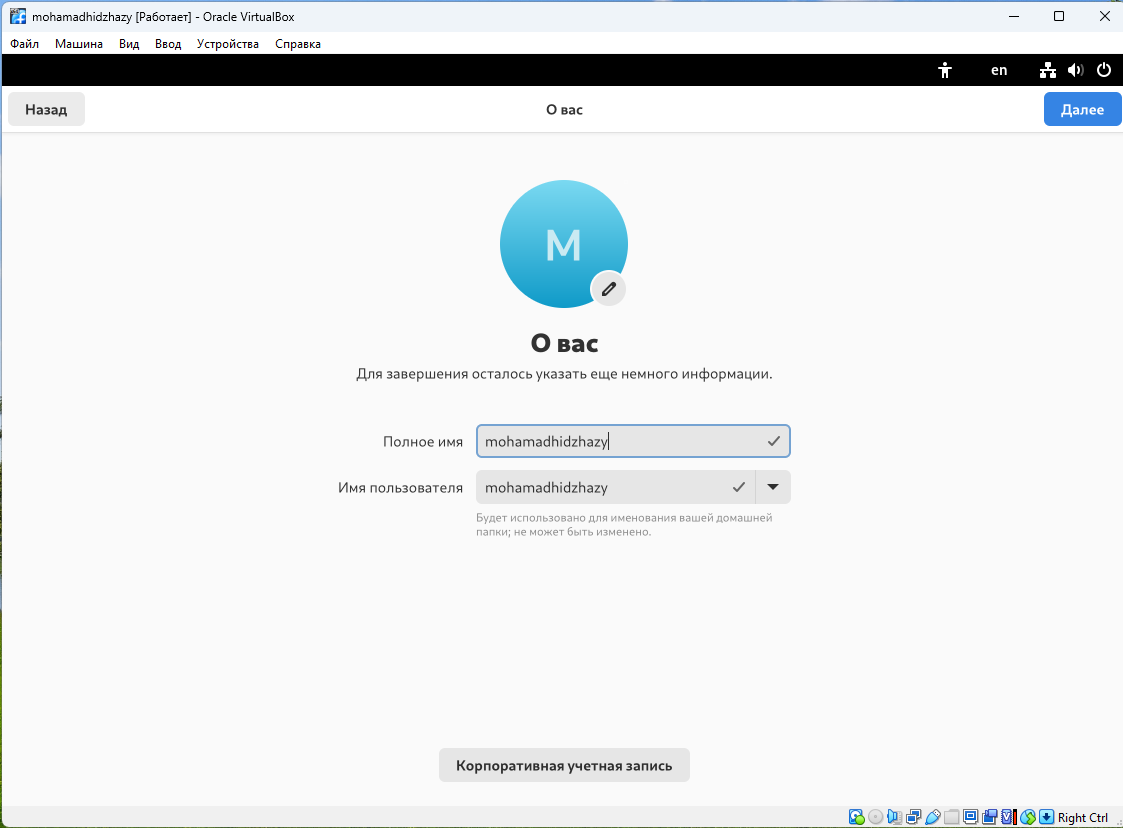 mohamadhidzhazy [Работает] - Oracle VirtualBox
Файл Машина Вид Ввод Устройства Справка
en
Назад О вас Далее
M
О вас
Для завершения осталось указать еще немного информации.
Полное имя mohamadhidzhazy
Имя пользователя mohamadhidzhazy
Будет использовано для именования вашей домашней
папки; не может быть изменено.
Корпоративная учетная запись
Right Ctrl